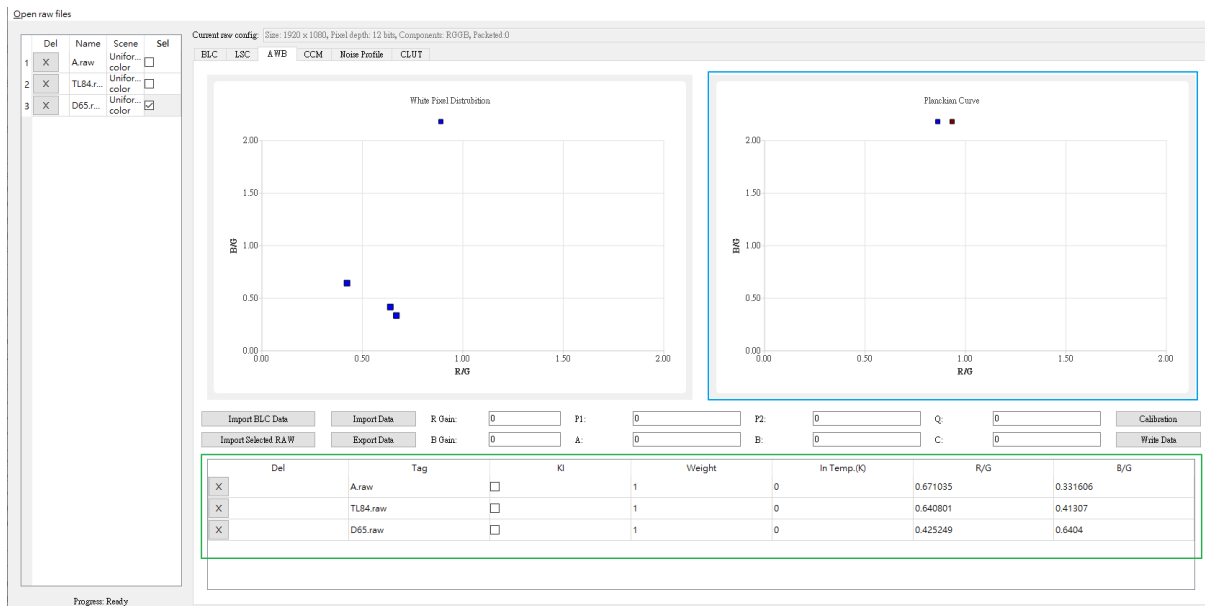 Open raw files
Del Name Scene Sel
1 X A.raw Unifor... color
2 X TL84.r... Unifor... color
3 X D65.r... Unifor... color
Progress: Ready
Current raw config: Size: 1920 x 1080, Pixel depth: 12 bits, Components: RGGB, Packeted:0
BLC LSC AWB CCM Noise Profile CLUT
White Pixel Distrubition
2.00
1.50
B/G 1.00
0.50
0.00
0.00 0.50 1.00 1.50 2.00
R/G
Planckian Curve
2.00
1.50
B/G 1.00
0.50
0.00
0.00 0.50 1.00 1.50 2.00
R/G
Import BLC Data Import Data R Gain: 0 P1: 0 P2: 0 Q: 0 Calibration
Import Selected RAW Export Data B Gain: 0 A: 0 B: 0 C: 0 Write Data
Del Tag KI Weight In Temp.(K) R/G B/G
X A.raw 1 0 0.671035 0.331606
X TL84.raw 1 0 0.640801 0.41307
X D65.raw 1 0 0.425249 0.6404